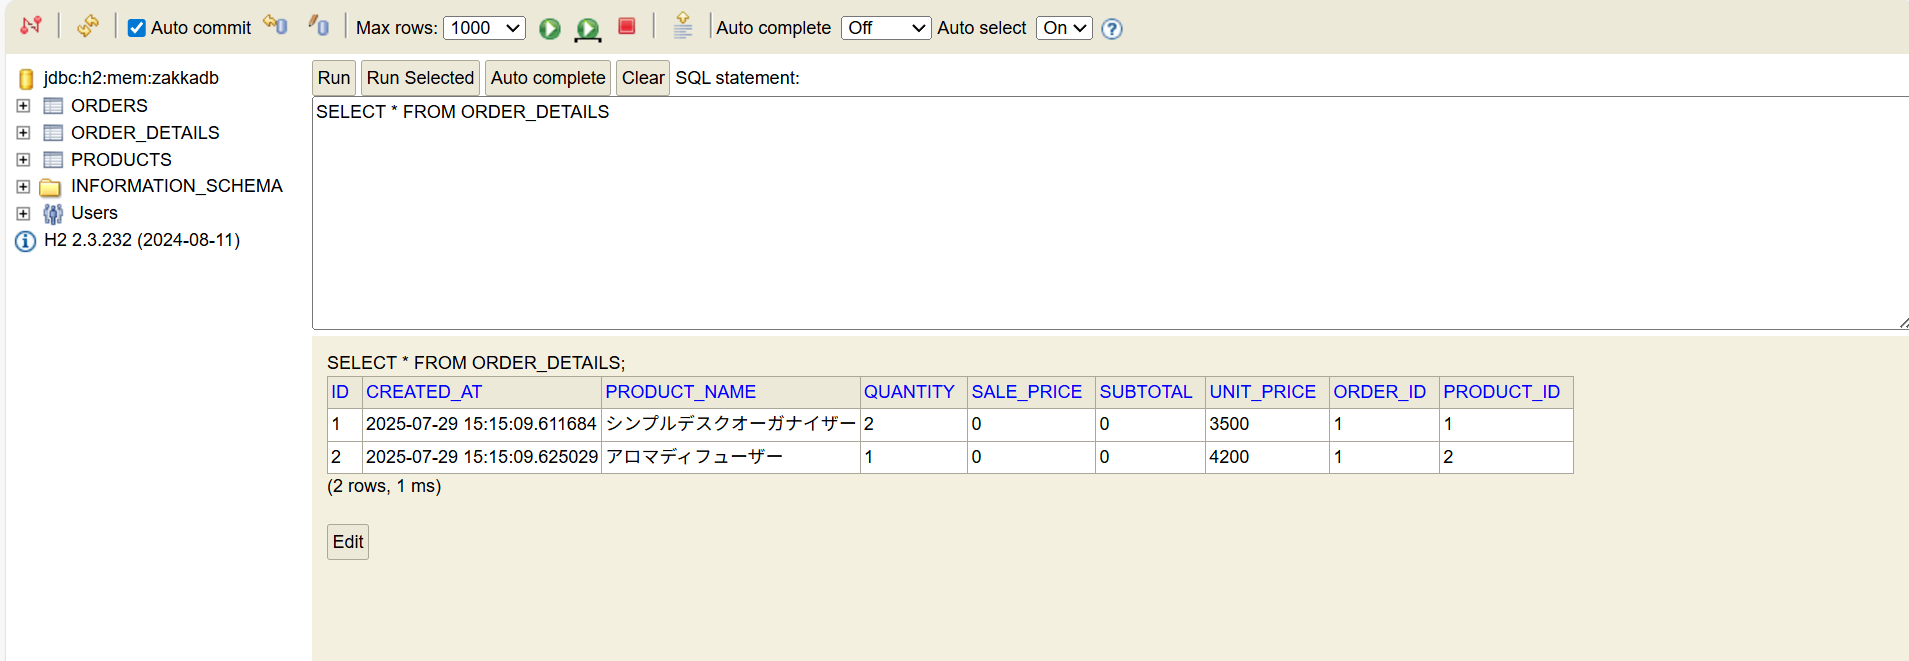 Auto commit Max rows: 1000 Auto complete Off Auto select On
jdbc:h2:mem:zakkadb
ORDERS
ORDER_DETAILS
PRODUCTS
INFORMATION_SCHEMA
Users
H2 2.3.232 (2024-08-11)
Run Run Selected Auto complete Clear SQL statement:
SELECT * FROM ORDER_DETAILS
SELECT * FROM ORDER_DETAILS;
ID CREATED_AT PRODUCT_NAME QUANTITY SALE_PRICE SUBTOTAL UNIT_PRICE ORDER_ID PRODUCT_ID
1 2025-07-29 15:15:09.611684 シンプルデスクオーガナイザー 2 0 0 3500 1 1
2 2025-07-29 15:15:09.625029 アロマディフューザー 1 0 0 4200 1 2
(2 rows, 1 ms)
Edit